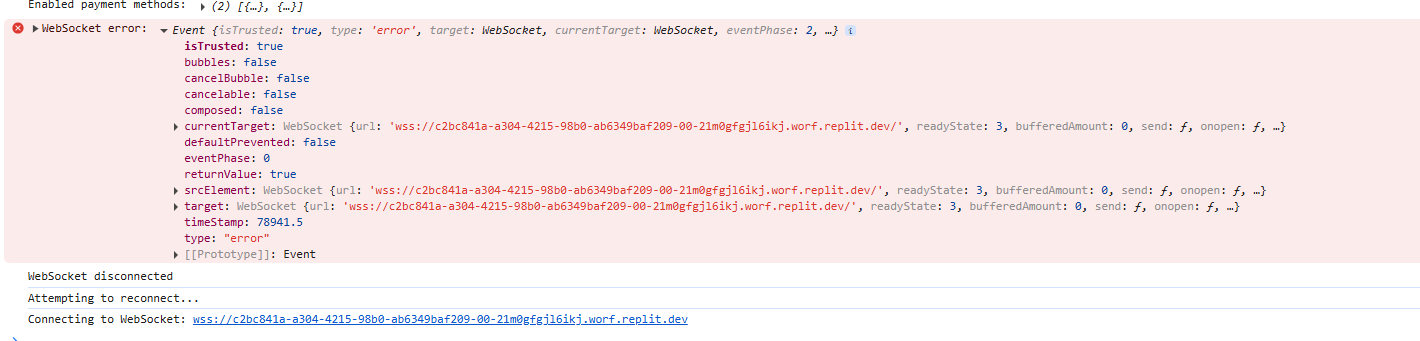 Enabled payment methods: ▶ (2) [{…}, {…}]
WebSocket error: ▼ Event {isTrusted: true, type: 'error', target: WebSocket, currentTarget: WebSocket, eventPhase: 2, …} i
isTrusted: true
bubbles: false
cancelBubble: false
cancelable: false
composed: false
currentTarget: WebSocket {url: 'wss://c2bc841a-a304-4215-98b0-ab6349baf209-00-21m0gfgjl6ikj.worf.replit.dev/', readyState: 3, bufferedAmount: 0, send: ƒ, onopen: ƒ, …}
defaultPrevented: false
eventPhase: 0
returnValue: true
srcElement: WebSocket {url: 'wss://c2bc841a-a304-4215-98b0-ab6349baf209-00-21m0gfgjl6ikj.worf.replit.dev/', readyState: 3, bufferedAmount: 0, send: ƒ, onopen: ƒ, …}
target: WebSocket {url: 'wss://c2bc841a-a304-4215-98b0-ab6349baf209-00-21m0gfgjl6ikj.worf.replit.dev/', readyState: 3, bufferedAmount: 0, send: ƒ, onopen: ƒ, …}
timeStamp: 78941.5
type: "error"
[[Prototype]]: Event
WebSocket disconnected
Attempting to reconnect...
Connecting to WebSocket: wss://c2bc841a-a304-4215-98b0-ab6349baf209-00-21m0gfgjl6ikj.worf.replit.dev